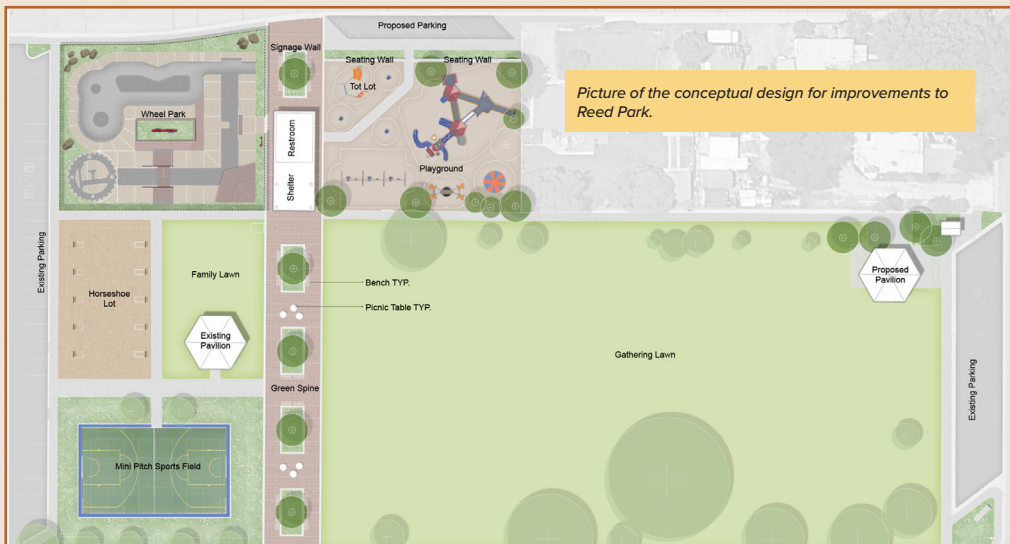 Proposed Parking
Signage Wall
Seating Wall
Seating Wall
Tot Lot
Picture of the conceptual design for improvements to
Reed Park.
Wheel Park
Restroom
Playground
Shelter
Existing Parking
Family Lawn
Bench TYP.
Proposed
Pavilion
Horseshoe
Lot
Picnic Table TYP.
Existing
Pavilion
Gathering Lawn
Green Spine
Existing Parking
Mini Pitch Sports Field